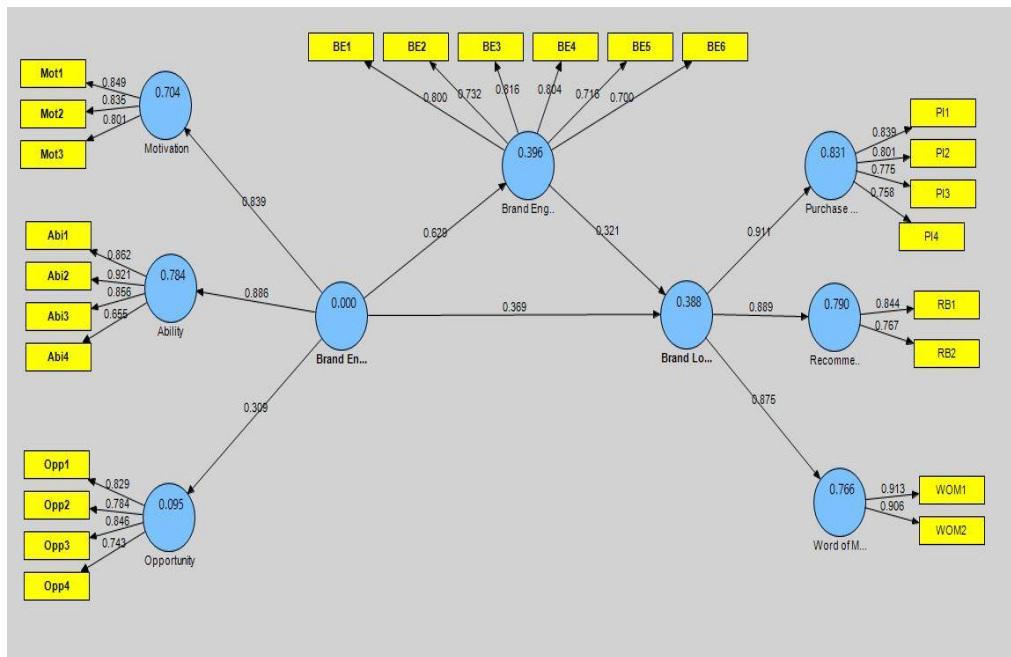 BE1 BE2 BE3 BE4 BE5 BE6
0.800 0.732 0.816 0.804 0.716 0.700
0.396
Brand Eng..
Mot1
Mot2
Mot3
0.849
0.835
0.801
0.704
Motivation
0.839
Abi1
Abi2
Abi3
Abi4
0.862
0.921
0.856
0.655
0.784
Ability
0.886
Opp1
Opp2
Opp3
Opp4
0.829
0.784
0.846
0.743
0.095
Opportunity
0.309
0.000
Brand En...
0.629
0.369
0.321
0.388
Brand Lo...
0.911
0.889
0.875
0.831
Purchase ...
0.839
0.801
0.775
0.758
PI1
PI2
PI3
PI4
0.790
Recomme..
0.844
0.767
RB1
RB2
0.766
Word of M...
0.913
0.906
WOM1
WOM2